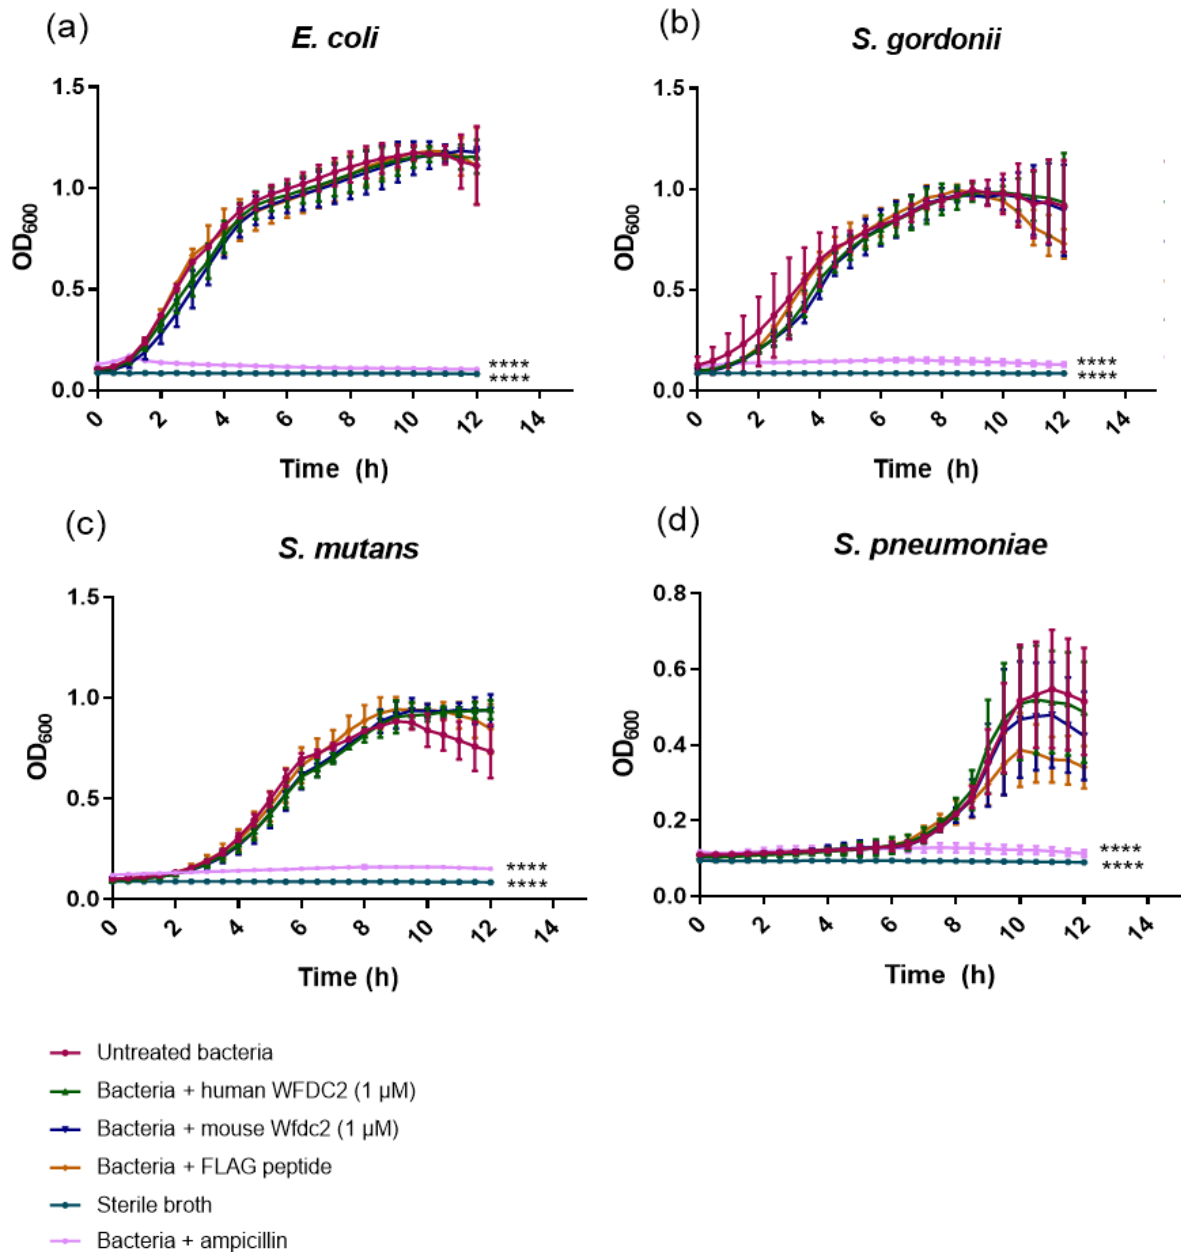 (a)
E. coli
1.5
1.0
0.5
0.0
OD600
0 2 4 6 8 10 12 14
Time (h)
****
****
(b)
S. gordonii
1.5
1.0
0.5
0.0
OD600
0 2 4 6 8 10 12 14
Time (h)
****
****
(c)
S. mutans
1.5
1.0
0.5
0.0
OD600
0 2 4 6 8 10 12 14
Time (h)
****
****
(d)
S. pneumoniae
0.8
0.6
0.4
0.2
0.0
OD600
0 2 4 6 8 10 12 14
Time (h)
****
****
Untreated bacteria
Bacteria + human WFDC2 (1 µM)
Bacteria + mouse Wfdc2 (1 µM)
Bacteria + FLAG peptide
Sterile broth
Bacteria + ampicillin